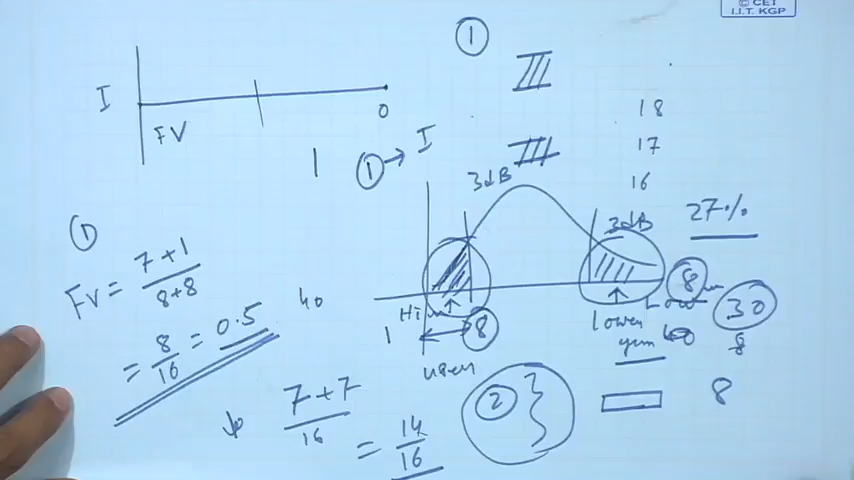 © CET
I.I.T. KGP
1
I
FV
0
1 → I
III
III
18
17
16
3dB
3dB
27%
1
FV = 7+1 / 8+8
= 8/16 = 0.5
40
Hi
1
8
users
Lower
8
30
8
7+7 / 16
= 14/16
2
8